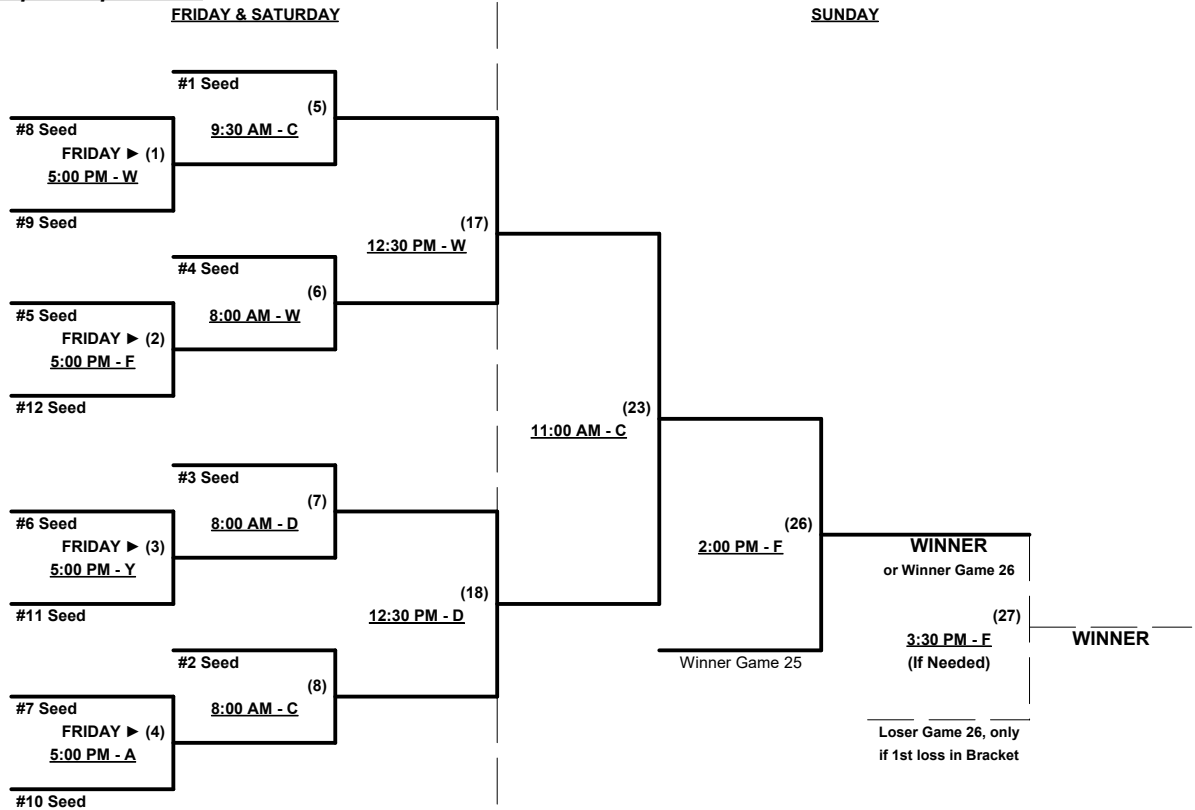 FRIDAY & SATURDAY
SUNDAY
#1 Seed
(5)
9:30 AM - C
#8 Seed
FRIDAY ► (1)
5:00 PM - W
#9 Seed
(17)
12:30 PM - W
#4 Seed
(6)
8:00 AM - W
#5 Seed
FRIDAY ► (2)
5:00 PM - F
#12 Seed
(23)
11:00 AM - C
#3 Seed
(7)
8:00 AM - D
#6 Seed
FRIDAY ► (3)
5:00 PM - Y
#11 Seed
(18)
12:30 PM - D
#2 Seed
(8)
8:00 AM - C
#7 Seed
FRIDAY ► (4)
5:00 PM - A
#10 Seed
(26)
2:00 PM - F
Winner Game 25
WINNER
or Winner Game 26
(27)
3:30 PM - F
(If Needed)
WINNER
Loser Game 26, only
if 1st loss in Bracket